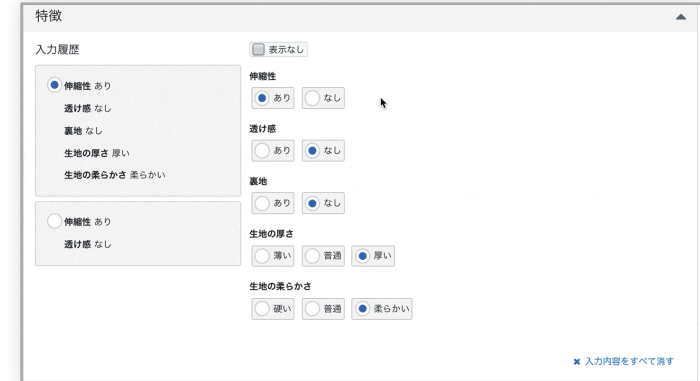 特徴
入力履歴
表示なし
伸縮性 あり
透け感 なし
裏地 なし
生地の厚さ 厚い
生地の柔らかさ 柔らかい
伸縮性 あり
透け感 なし
伸縮性
あり なし
透け感
あり なし
裏地
あり なし
生地の厚さ
薄い 普通 厚い
生地の柔らかさ
硬い 普通 柔らかい
✖ 入力内容をすべて消す